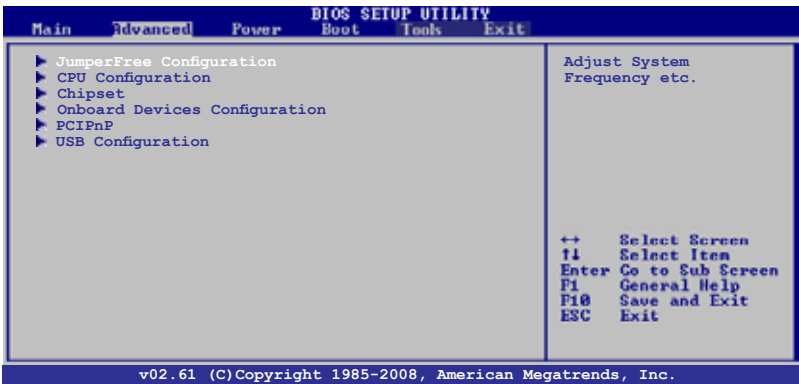 BIOS SETUP UTILITY
Main Advanced Power Boot Tools Exit
JumperFree Configuration
CPU Configuration
Chipset
Onboard Devices Configuration
PCIPnP
USB Configuration
Adjust System
Frequency etc.
←→ Select Screen
↑↓ Select Item
Enter Go to Sub Screen
F1 General Help
F10 Save and Exit
ESC Exit
v02.61 (C)Copyright 1985-2008, American Megatrends, Inc.